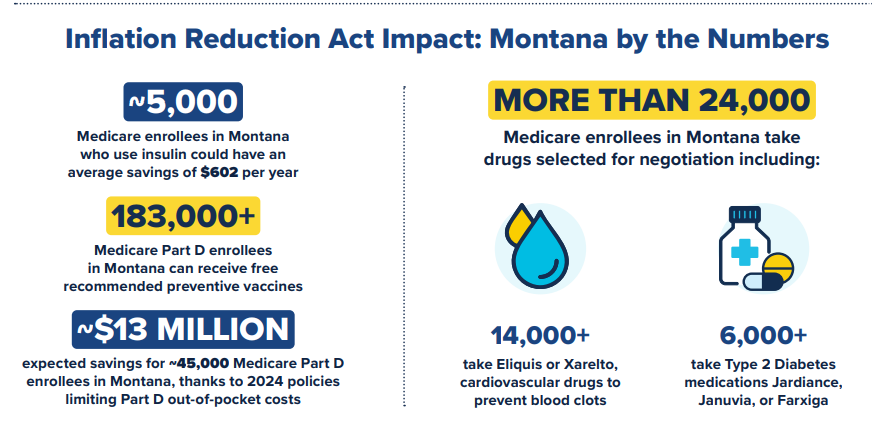 Inflation Reduction Act Impact: Montana by the Numbers
~5,000
Medicare enrollees in Montana
who use insulin could have an
average savings of $602 per year
183,000+
Medicare Part D enrollees
in Montana can receive free
recommended preventive vaccines
~$13 MILLION
expected savings for ~45,000 Medicare Part D
enrollees in Montana, thanks to 2024 policies
limiting Part D out-of-pocket costs
MORE THAN 24,000
Medicare enrollees in Montana take
drugs selected for negotiation including:
14,000+
take Eliquis or Xarelto,
cardiovascular drugs to
prevent blood clots
6,000+
take Type 2 Diabetes
medications Jardiance,
Januvia, or Farxiga